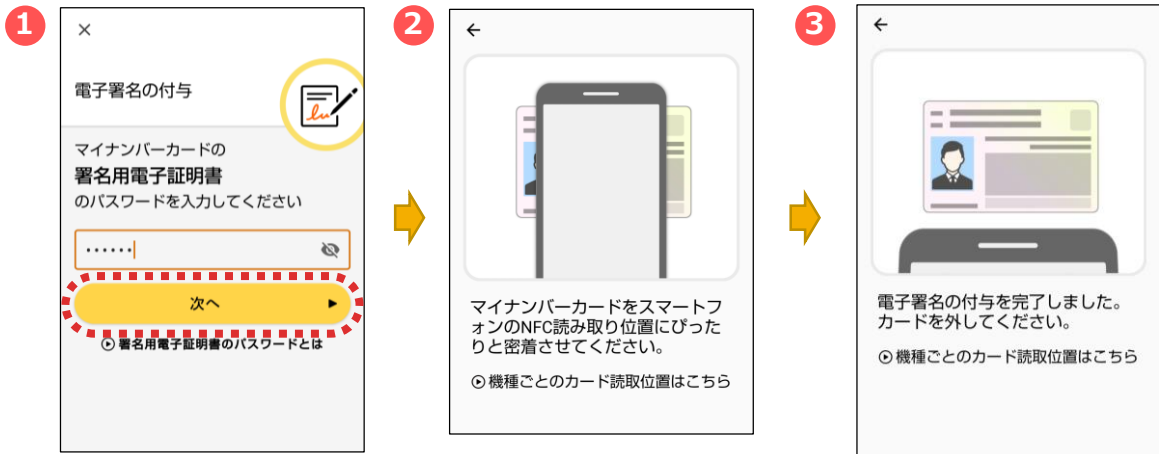 1
×
電子署名の付与
マイナンバーカードの
署名用電子証明書
のパスワードを入力してください
······
次へ
署名用電子証明書のパスワードとは
2
←
マイナンバーカードをスマートフ
ォンのNFC読み取り位置にぴった
りと密着させてください。
機種ごとのカード読取位置はこちら
3
←
電子署名の付与を完了しました。
カードを外してください。
機種ごとのカード読取位置はこちら